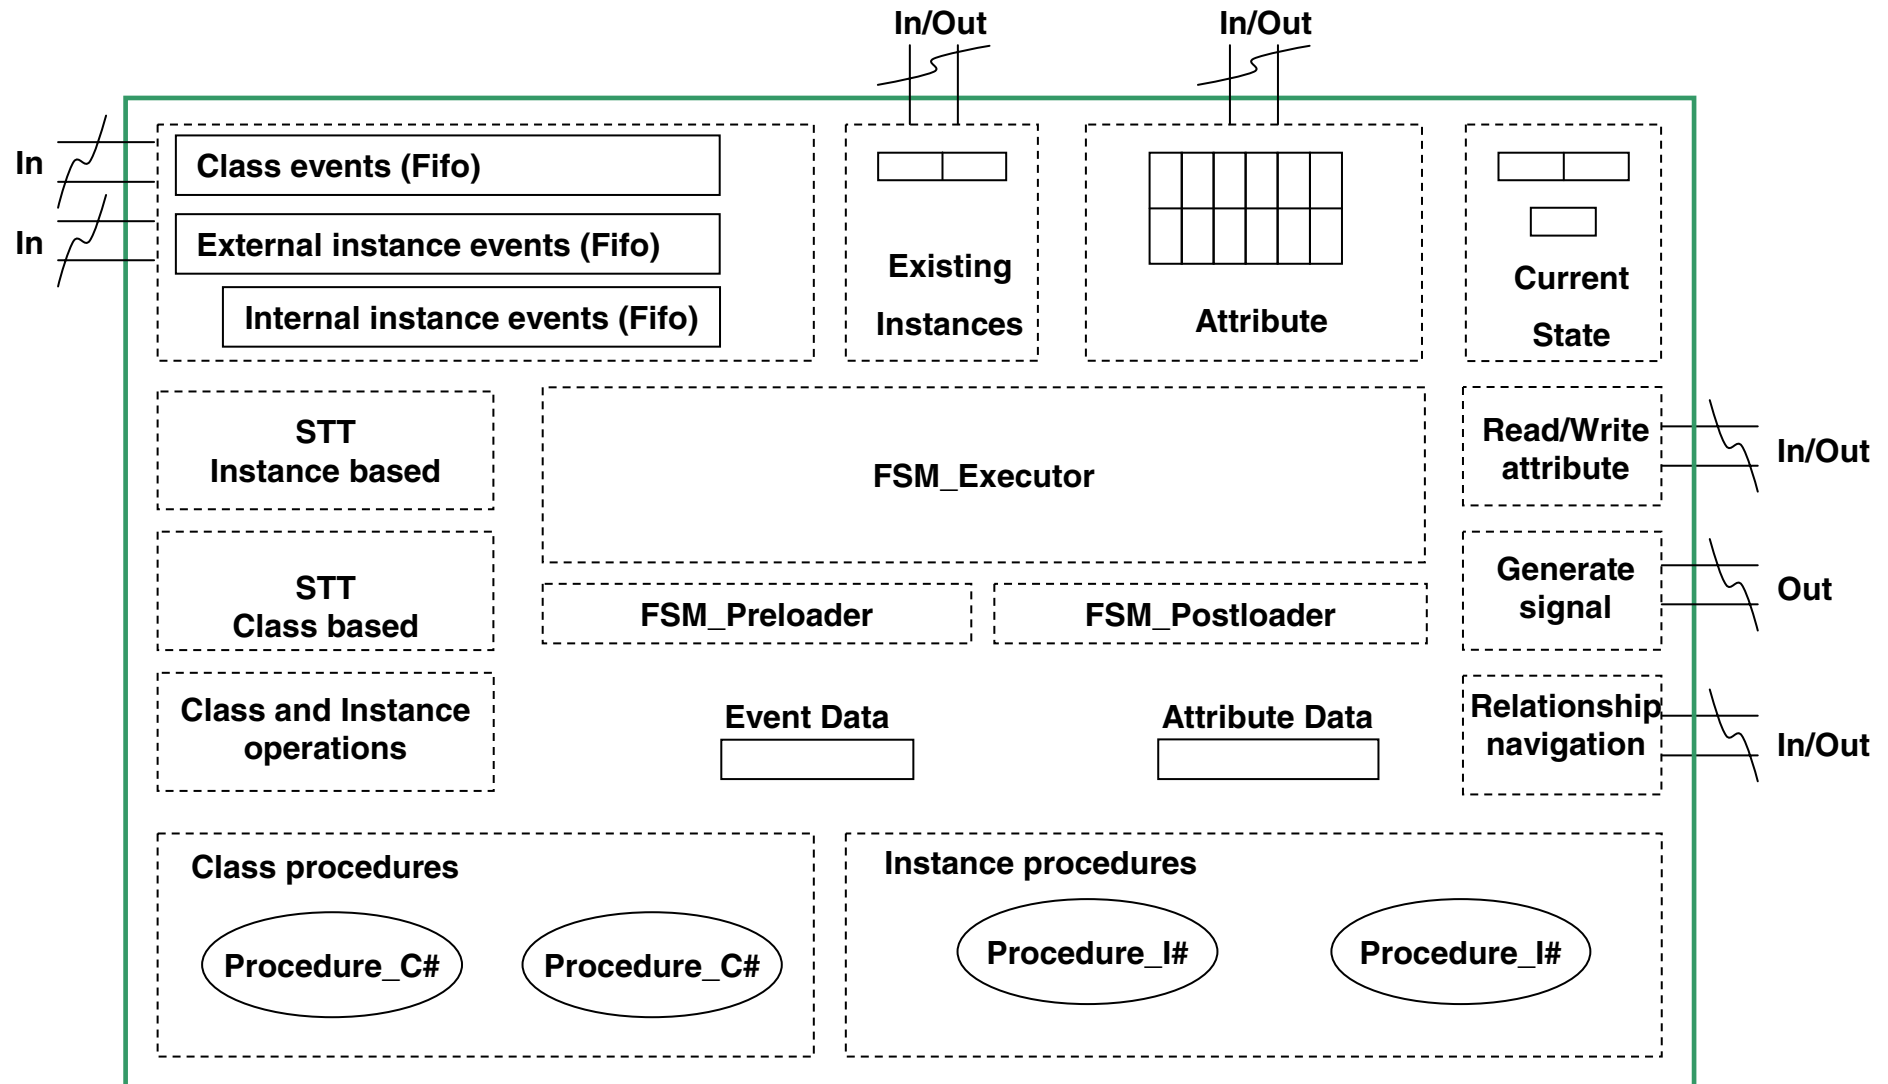 In/Out
In/Out
In
Class events (Fifo)
In
External instance events (Fifo)
Internal instance events (Fifo)
Existing
Instances
Attribute
Current
State
STT
Instance based
FSM_Executor
Read/Write
attribute
In/Out
STT
Class based
FSM_Preloader
FSM_Postloader
Generate
signal
Out
Class and Instance
operations
Event Data
Attribute Data
Relationship
navigation
In/Out
Class procedures
Procedure_C#
Procedure_C#
Instance procedures
Procedure_I#
Procedure_I#